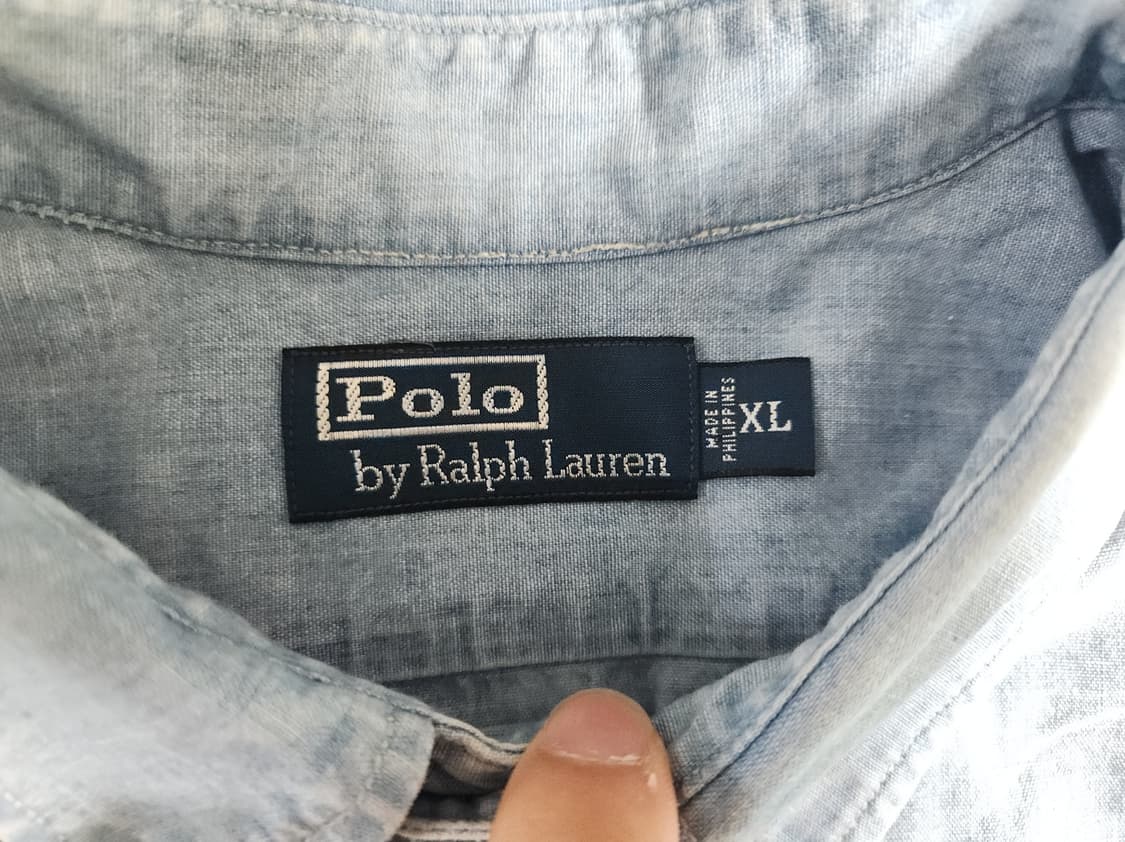 Polo
by Ralph Lauren
MADE IN
PHILIPPINES
XL